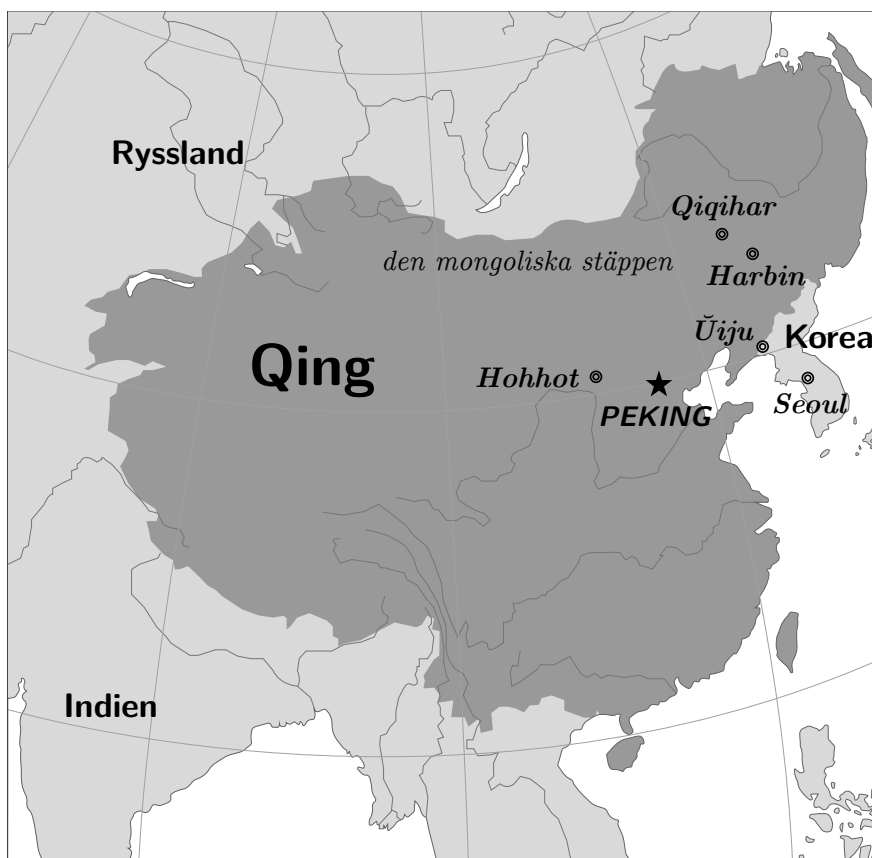 Ryssland
Qiqihar
den mongoliska stäppen
Harbin
Qing
Ŭiju
Korea
Hohhot
PEKING
Seoul
Indien